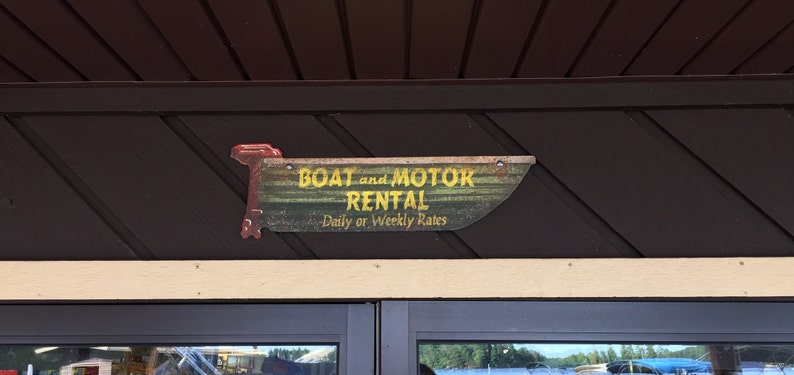 BOAT and MOTOR
RENTAL
Daily or Weekly Rates